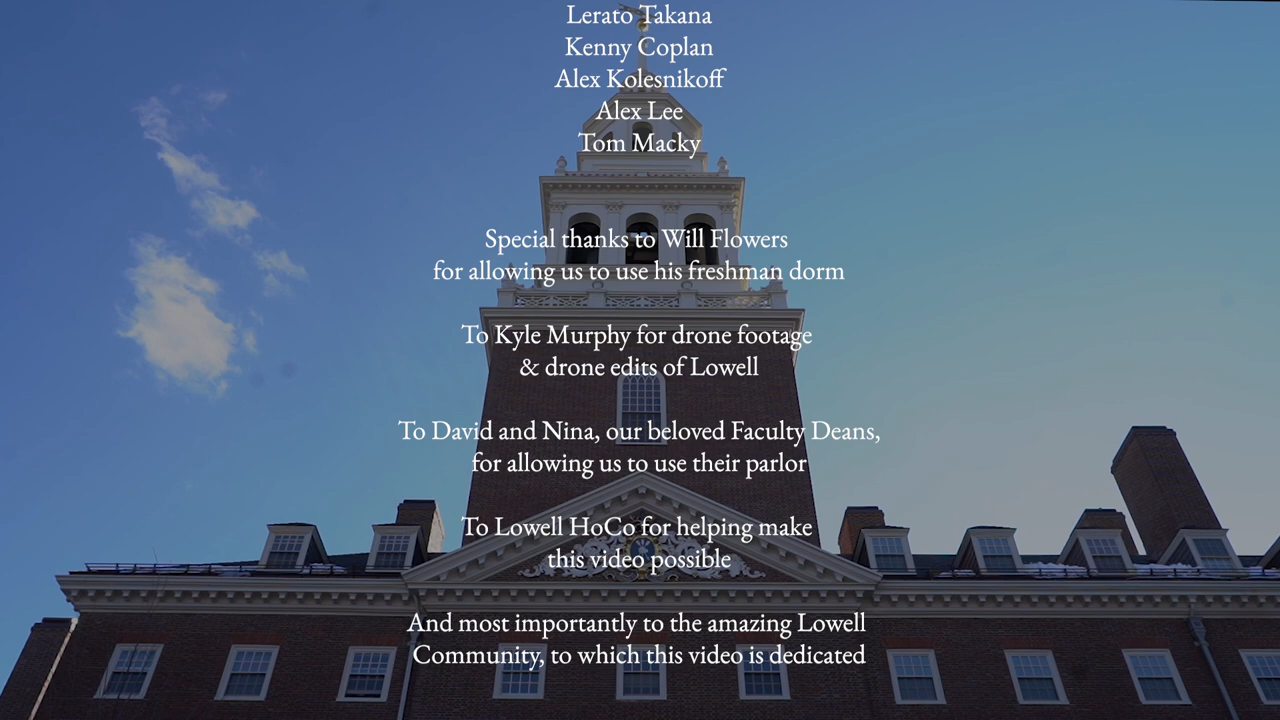 Lerato Takana
Kenny Coplan
Alex Kolesnikoff
Alex Lee
Tom Macky
Special thanks to Will Flowers
for allowing us to use his freshman dorm
To Kyle Murphy for drone footage
& drone edits of Lowell
To David and Nina, our beloved Faculty Deans,
for allowing us to use their parlor
To Lowell HoCo for helping make
this video possible
And most importantly to the amazing Lowell
Community, to which this video is dedicated